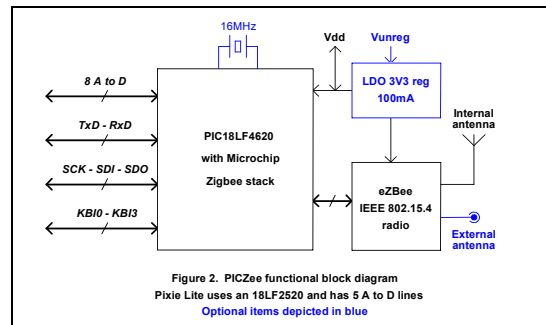 16MHz
Vdd
Vunreg
8 A to D
TxD - RxD
SCK - SDI - SDO
KBI0 - KBI3
PIC18LF4620
with Microchip
Zigbee stack
LDO 3V3 reg
100mA
Internal
antenna
eZBee
IEEE 802.15.4
radio
External
antenna
Figure 2. PICZee functional block diagram
Pixie Lite uses an 18LF2520 and has 5 A to D lines
Optional items depicted in blue